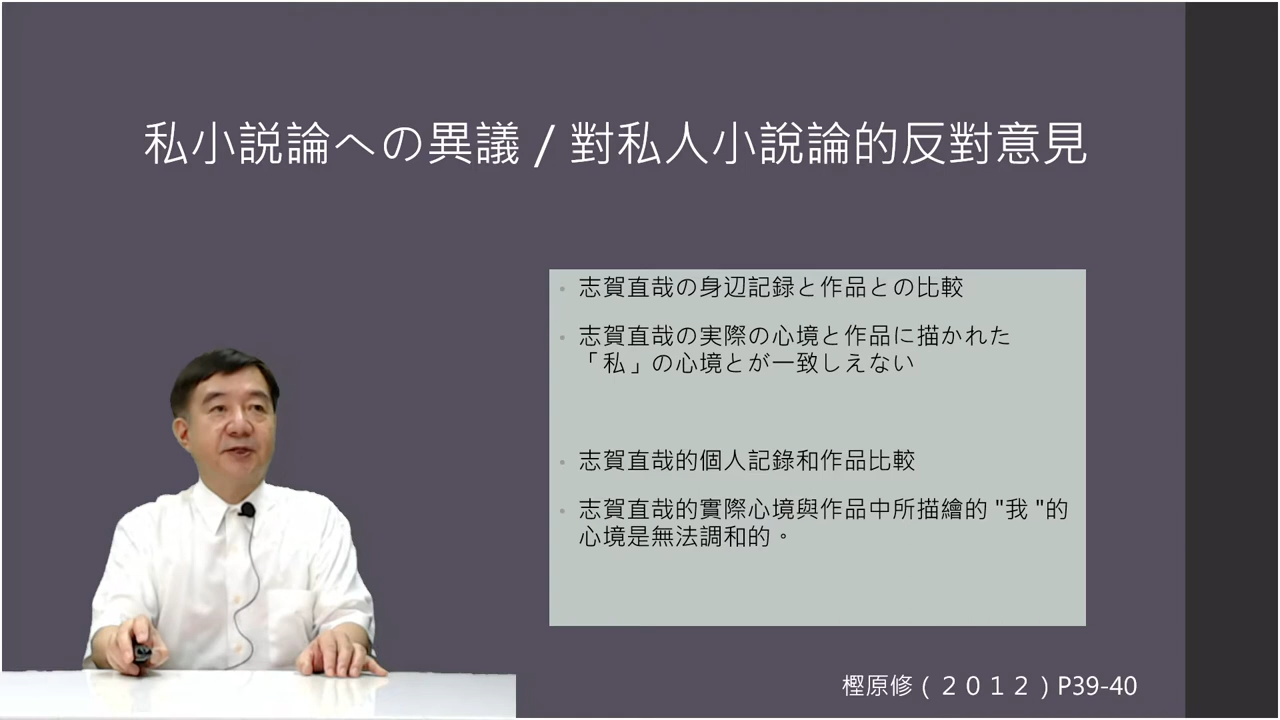 私小説論への異議 / 對私人小說論的反對意見
• 志賀直哉の身辺記録と作品との比較
• 志賀直哉の実際の心境と作品に描かれた
「私」の心境とが一致しえない
• 志賀直哉的個人記錄和作品比較
• 志賀直哉的實際心境與作品中所描繪的 "我 "的
心境是無法調和的。
樫原修(２０１２)P39-40